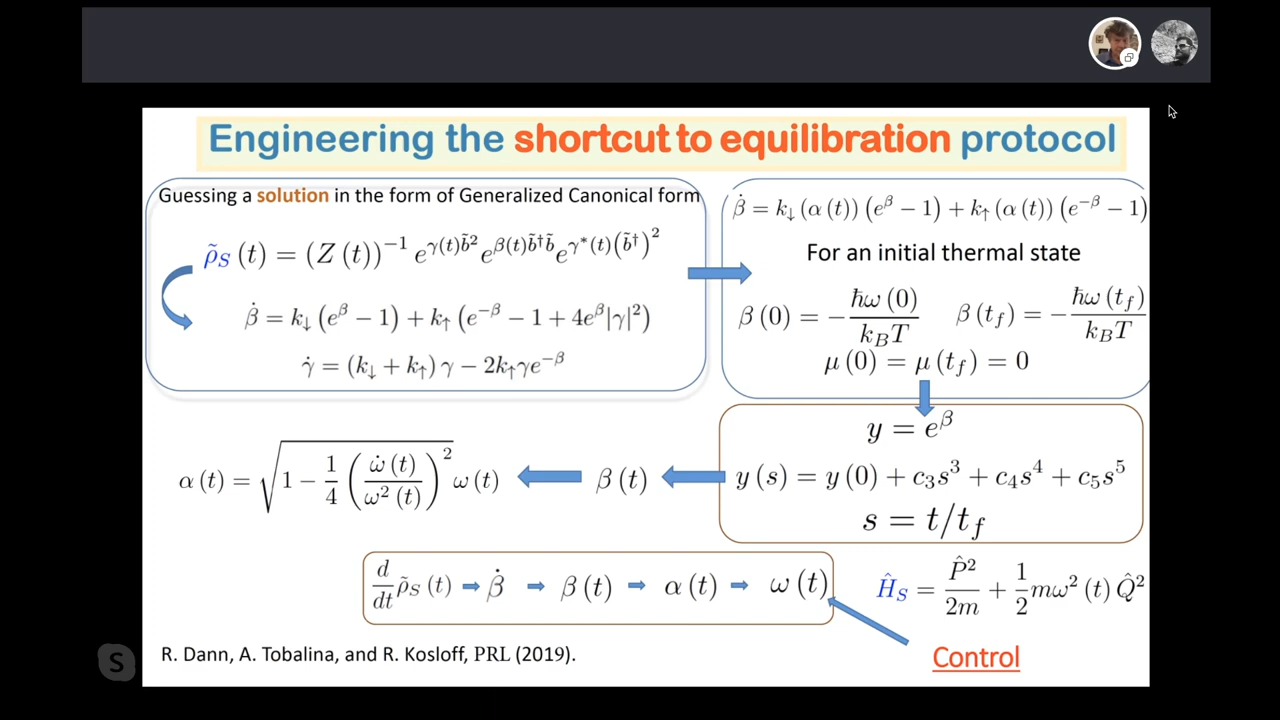 Engineering the shortcut to equilibration protocol
Guessing a solution in the form of Generalized Canonical form
ρ̃_S (t) = (Z (t))^{−1} e^{γ(t)b̃²} e^{β(t)b̃†b̃} e^{γ*(t)(b̃†)²}
β̇ = k↓ (e^β − 1) + k↑ (e^{−β} − 1 + 4e^β|γ|²)
γ̇ = (k↓ + k↑) γ − 2k↑γe^{−β}
β̇ = k↓ (α (t)) (e^β − 1) + k↑ (α (t)) (e^{−β} − 1)
For an initial thermal state
β (0) = − ħω (0) / k_B T   β (t_f) = − ħω (t_f) / k_B T
μ (0) = μ (t_f) = 0
y = e^β
y (s) = y (0) + c₃s³ + c₄s⁴ + c₅s⁵
s = t/t_f
β (t)
α (t) = √(1 − 1/4 (ω̇ (t) / ω² (t))²) ω (t)
d/dt ρ̃_S (t) ➡ β̇ ➡ β (t) ➡ α (t) ➡ ω (t)
Ĥ_S = P̂²/2m + 1/2 mω² (t) Q̂²
Control
R. Dann, A. Tobalina, and R. Kosloff, PRL (2019).
S